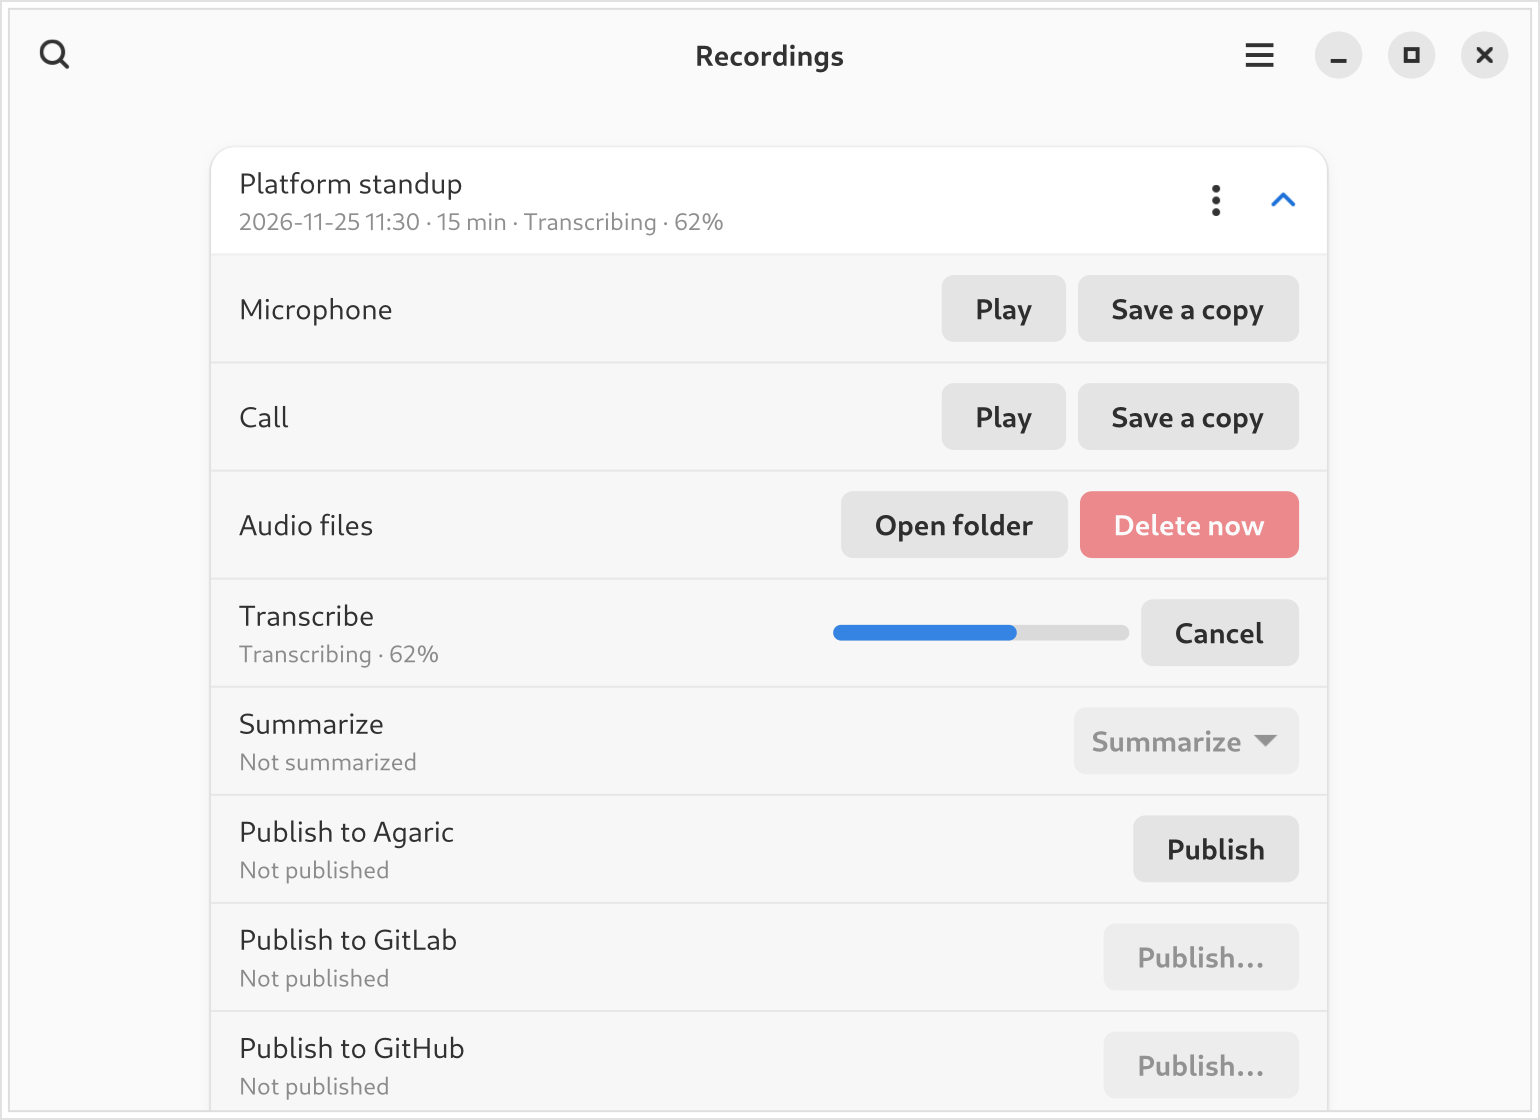 Recordings
Platform standup
2026-11-25 11:30 · 15 min · Transcribing · 62%
Microphone
Play
Save a copy
Call
Play
Save a copy
Audio files
Open folder
Delete now
Transcribe
Transcribing · 62%
Cancel
Summarize
Not summarized
Summarize
Publish to Agaric
Not published
Publish
Publish to GitLab
Not published
Publish...
Publish to GitHub
Not published
Publish...